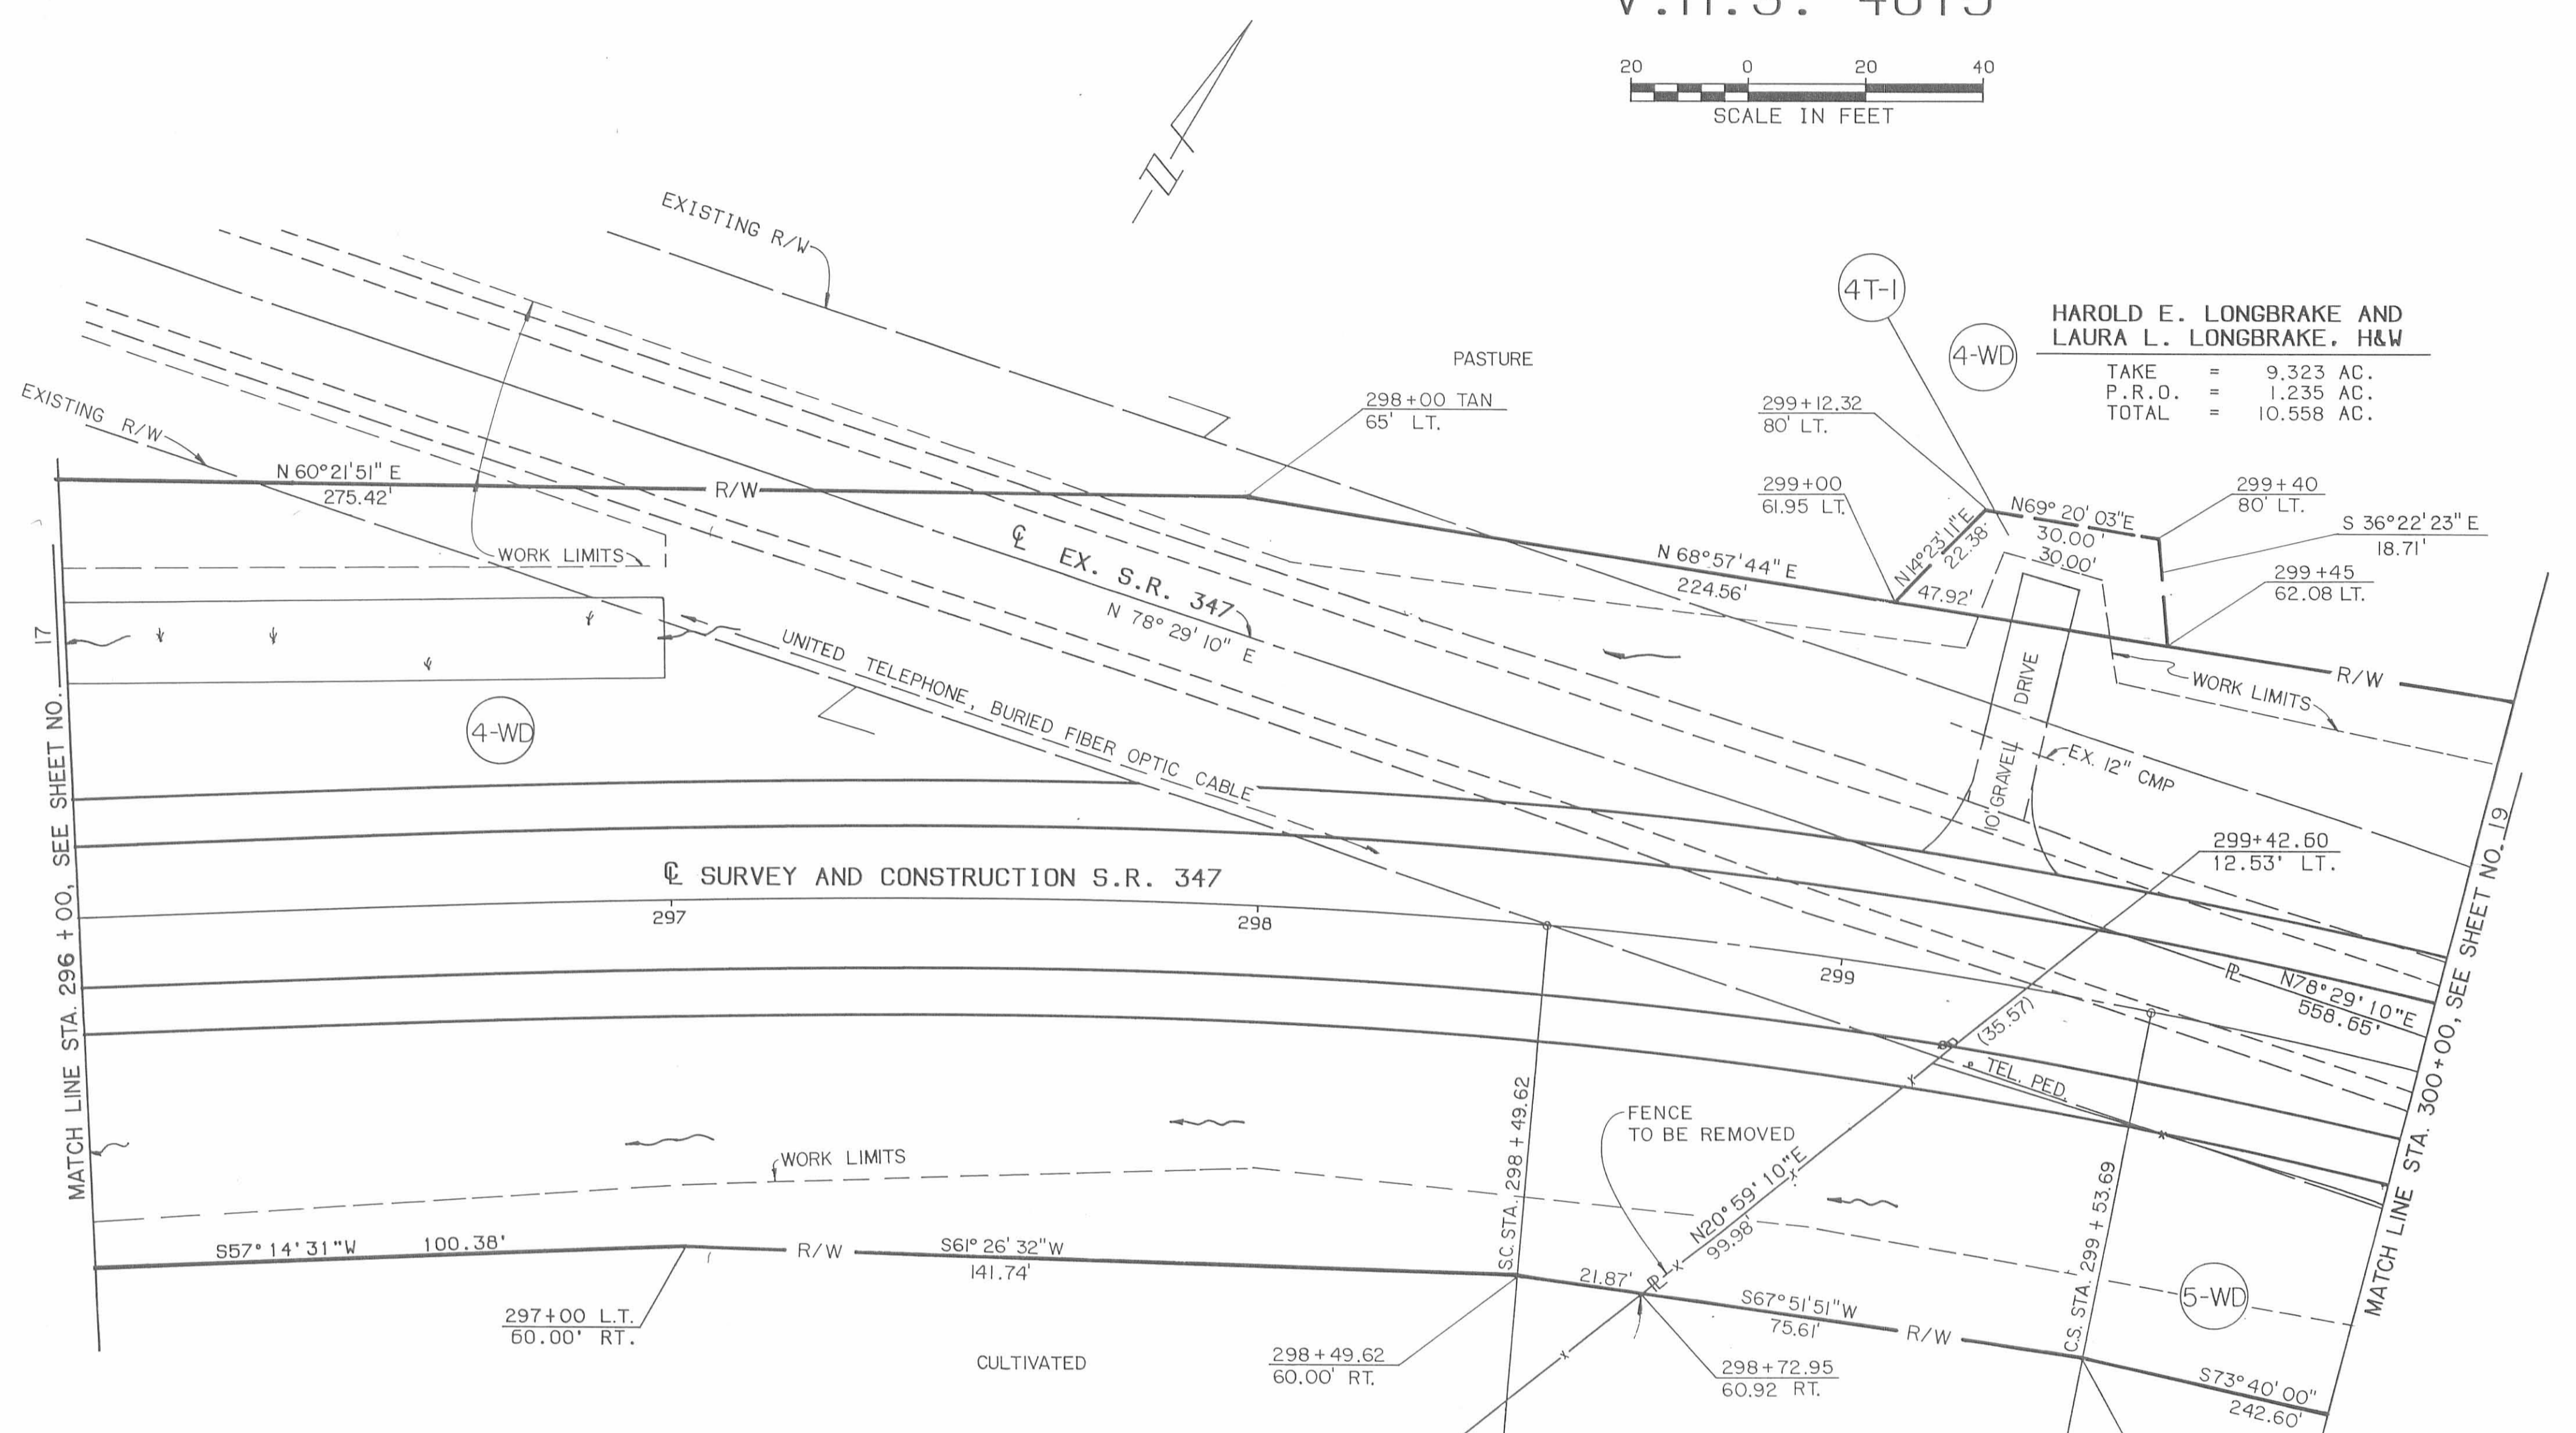 V.M.S. 4615
20 0 20 40
SCALE IN FEET
N
EXISTING R/W
4T-1
4-WD
HAROLD E. LONGBRAKE AND
LAURA L. LONGBRAKE, H&W
TAKE = 9.323 AC.
P.R.O. = 1.235 AC.
TOTAL = 10.558 AC.
PASTURE
298+00 TAN
65' LT.
299+12.32
80' LT.
299+00
61.95 LT.
299+40
80' LT.
S 36°22'23" E
18.71'
299+45
62.08 LT.
N69° 20' 03"E
30.00'
30.00'
N14°23'11"E
22.38'
47.92'
EXISTING R/W
N 60°21'51" E
275.42'
R/W
WORK LIMITS
℄ EX. S.R. 347
N 78° 29' 10" E
N 68°57'44" E
224.56'
WORK LIMITS
R/W
10' GRAVEL DRIVE
EX. 12" CMP
UNITED TELEPHONE, BURIED FIBER OPTIC CABLE
4-WD
MATCH LINE STA. 296 +00, SEE SHEET NO. 17
℄ SURVEY AND CONSTRUCTION S.R. 347
297
298
299
299+42.60
12.53' LT.
PL
N78°29'10"E
558.65'
MATCH LINE STA. 300+00, SEE SHEET NO. 19
(35.57)
TEL. PED.
FENCE
TO BE REMOVED
N20°59'10"E
99.98'
S.C. STA. 298 + 49.62
C.S. STA. 299 + 53.69
WORK LIMITS
S57° 14'31"W 100.38'
R/W
S61° 26' 32"W
141.74'
21.87'
PL
S67°51'51"W
75.61'
R/W
5-WD
S73°40'00"
242.60'
297+00 L.T.
60.00' RT.
CULTIVATED
298+49.62
60.00' RT.
298+72.95
60.92 RT.